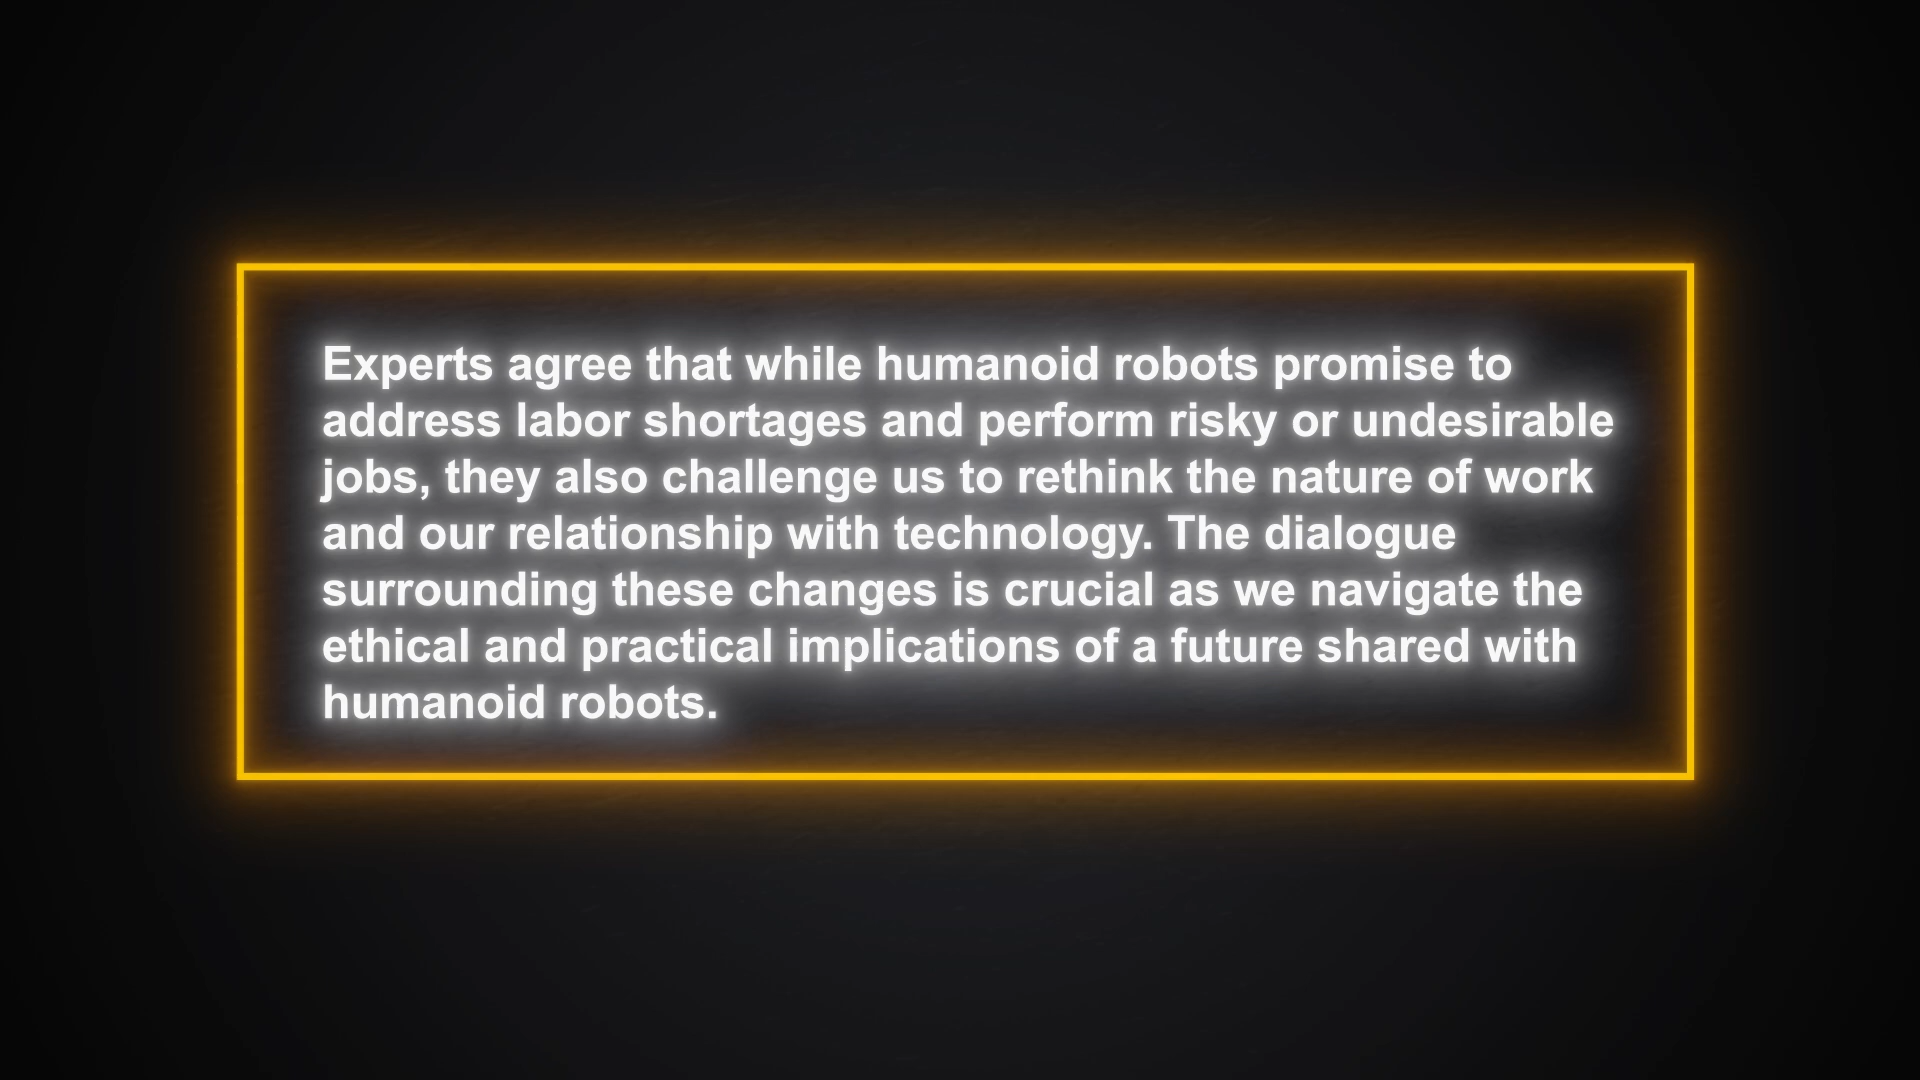 Experts agree that while humanoid robots promise to
address labor shortages and perform risky or undesirable
jobs, they also challenge us to rethink the nature of work
and our relationship with technology. The dialogue
surrounding these changes is crucial as we navigate the
ethical and practical implications of a future shared with
humanoid robots.